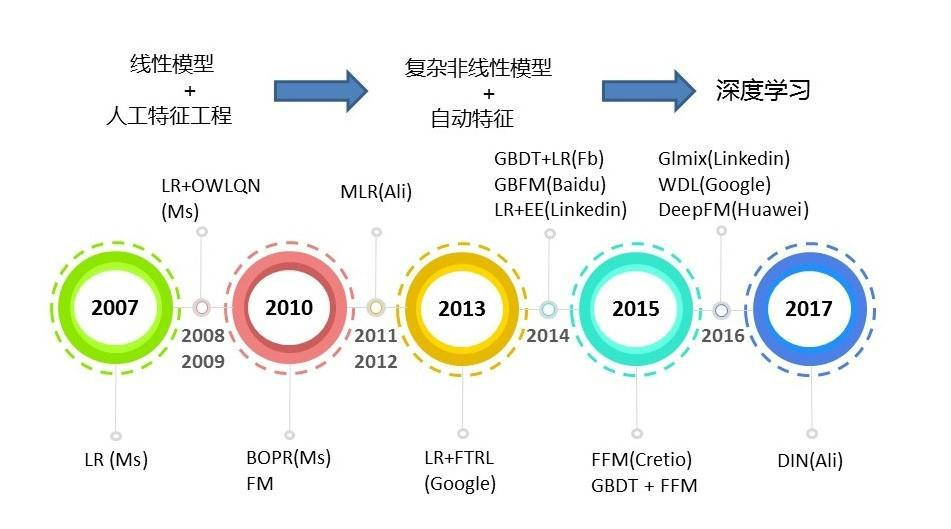 线性模型
+
人工特征工程
复杂非线性模型
+
自动特征
深度学习
LR+OWLQN
(Ms)
MLR(Ali)
GBDT+LR(Fb)
GBFM(Baidu)
LR+EE(Linkedin)
Glmix(Linkedin)
WDL(Google)
DeepFM(Huawei)
2007
2008
2009
2010
2011
2012
2013
2014
2015
2016
2017
LR (Ms)
BOPR(Ms)
FM
LR+FTRL
(Google)
FFM(Cretio)
GBDT + FFM
DIN(Ali)